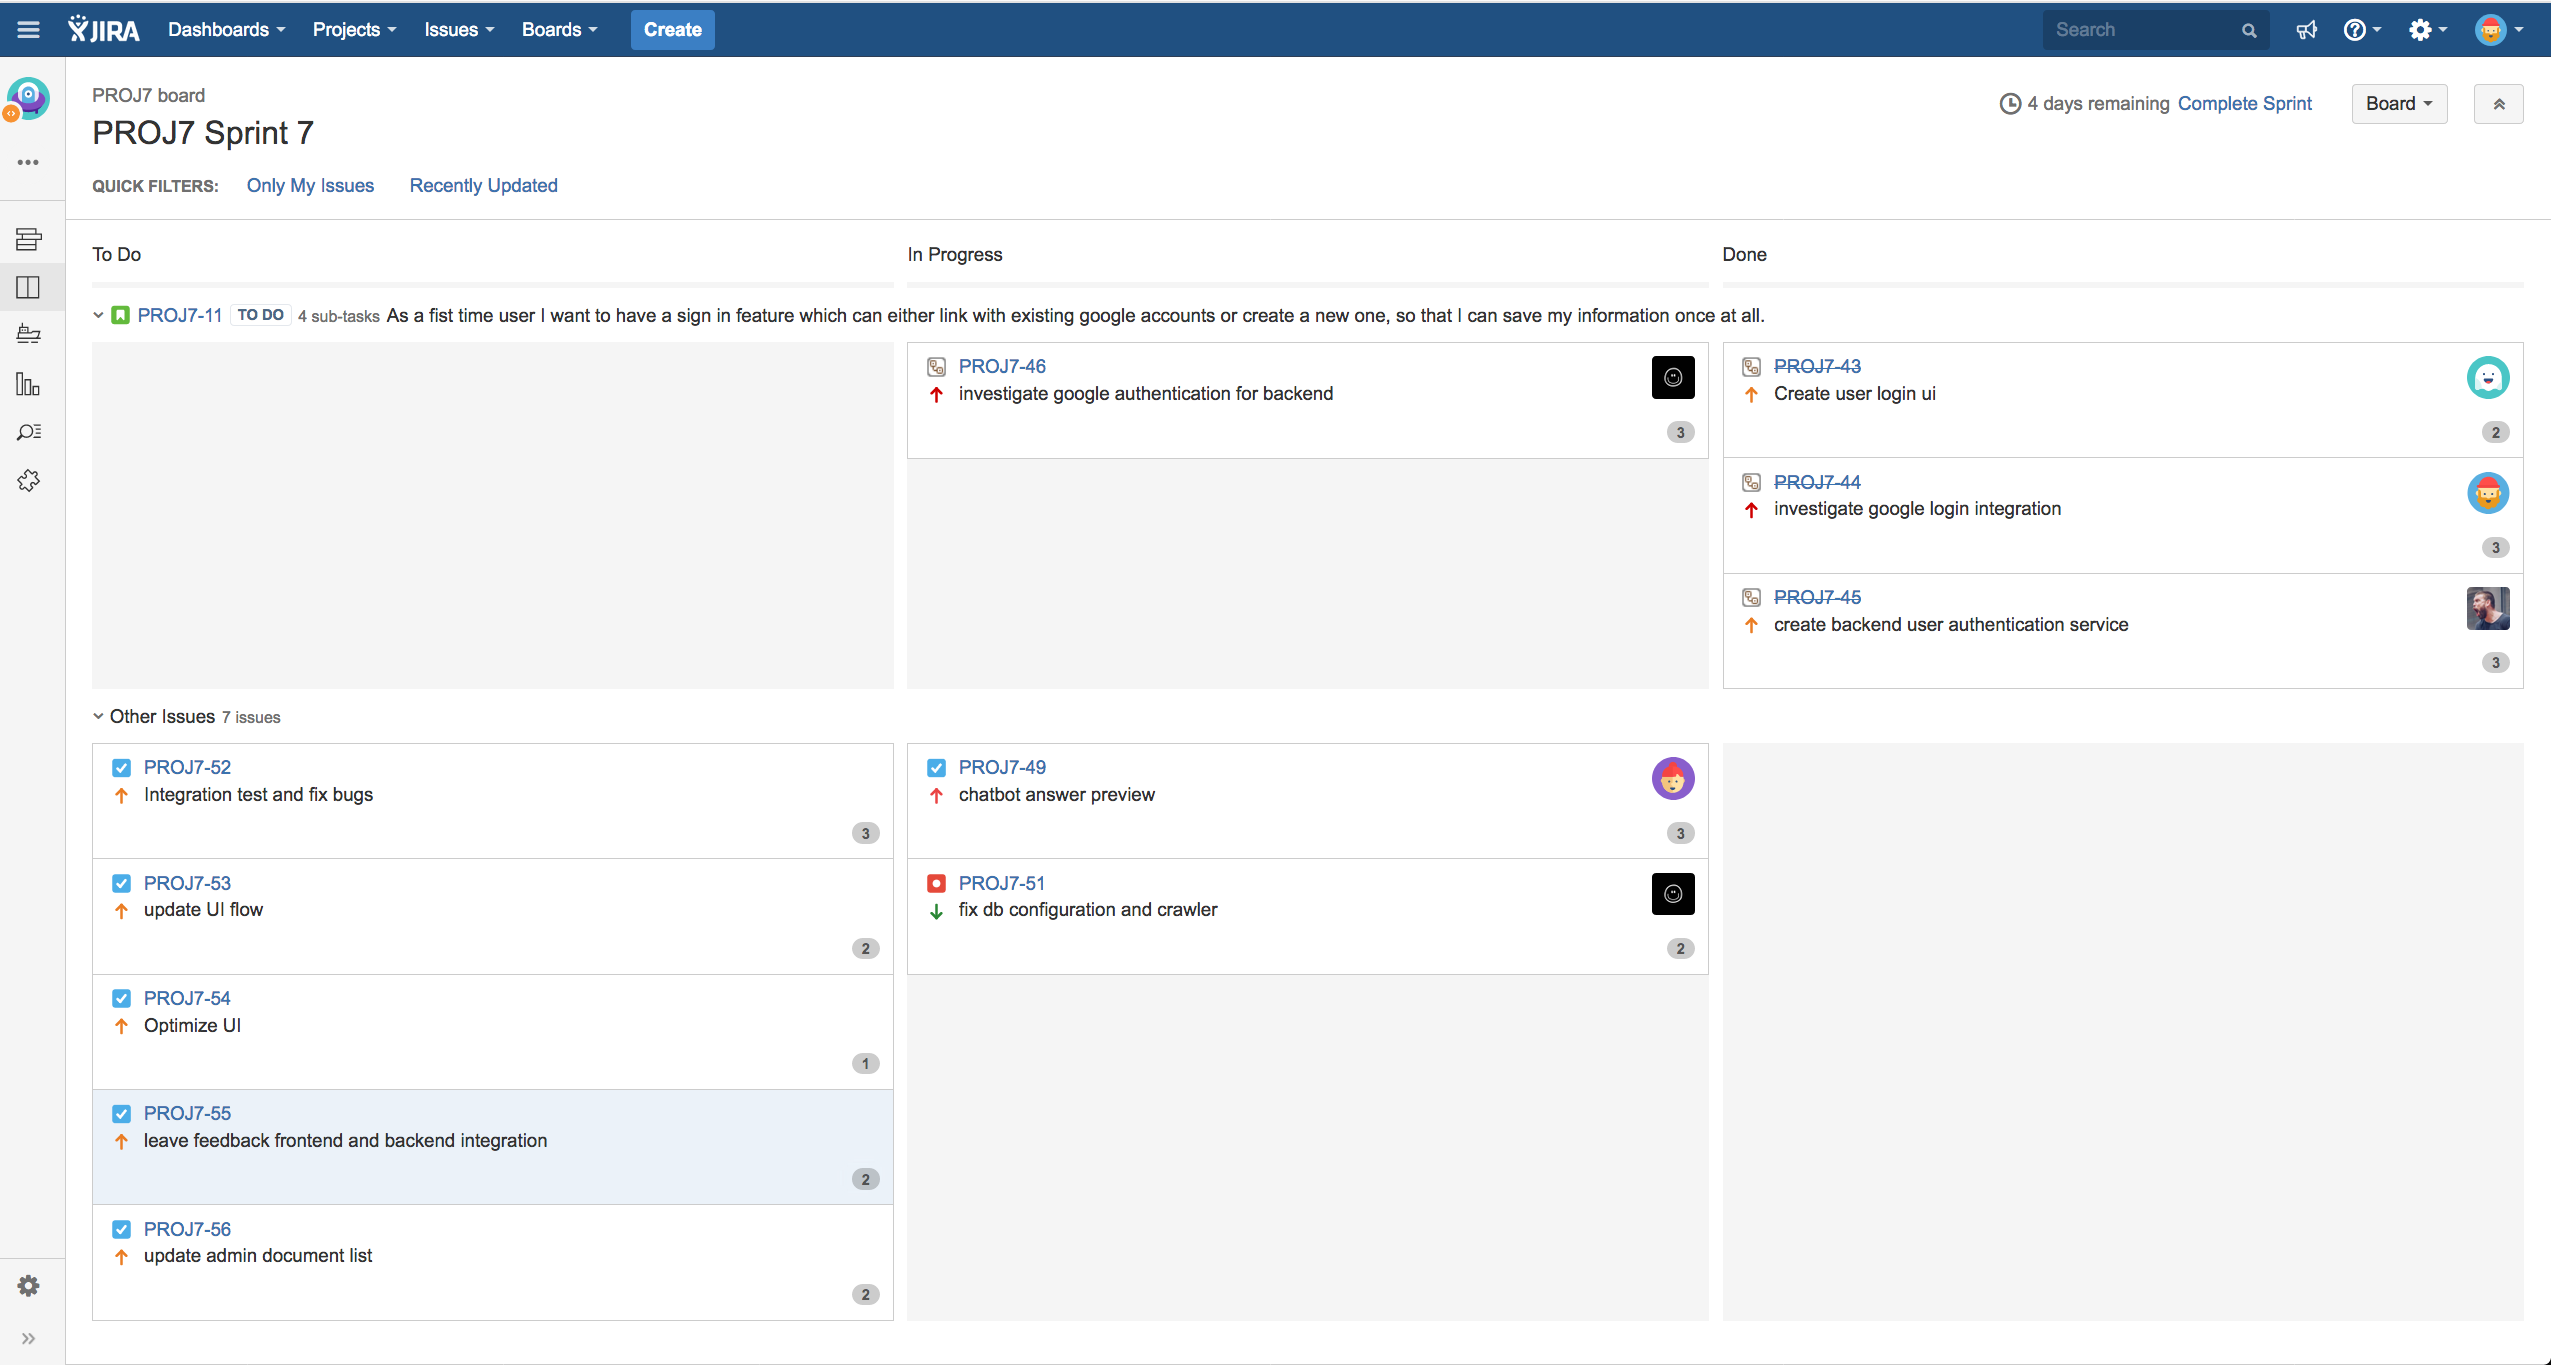 JIRA Dashboards Projects Issues Boards Create Search
PROJ7 board
4 days remaining Complete Sprint Board
PROJ7 Sprint 7
QUICK FILTERS: Only My Issues Recently Updated
To Do In Progress Done
PROJ7-11 TO DO 4 sub-tasks As a fist time user I want to have a sign in feature which can either link with existing google accounts or create a new one, so that I can save my information once at all.
PROJ7-46
investigate google authentication for backend
3
PROJ7-43
Create user login ui
2
PROJ7-44
investigate google login integration
3
PROJ7-45
create backend user authentication service
3
Other Issues 7 issues
PROJ7-52
Integration test and fix bugs
3
PROJ7-53
update UI flow
2
PROJ7-54
Optimize UI
1
PROJ7-55
leave feedback frontend and backend integration
2
PROJ7-56
update admin document list
2
PROJ7-49
chatbot answer preview
3
PROJ7-51
fix db configuration and crawler
2